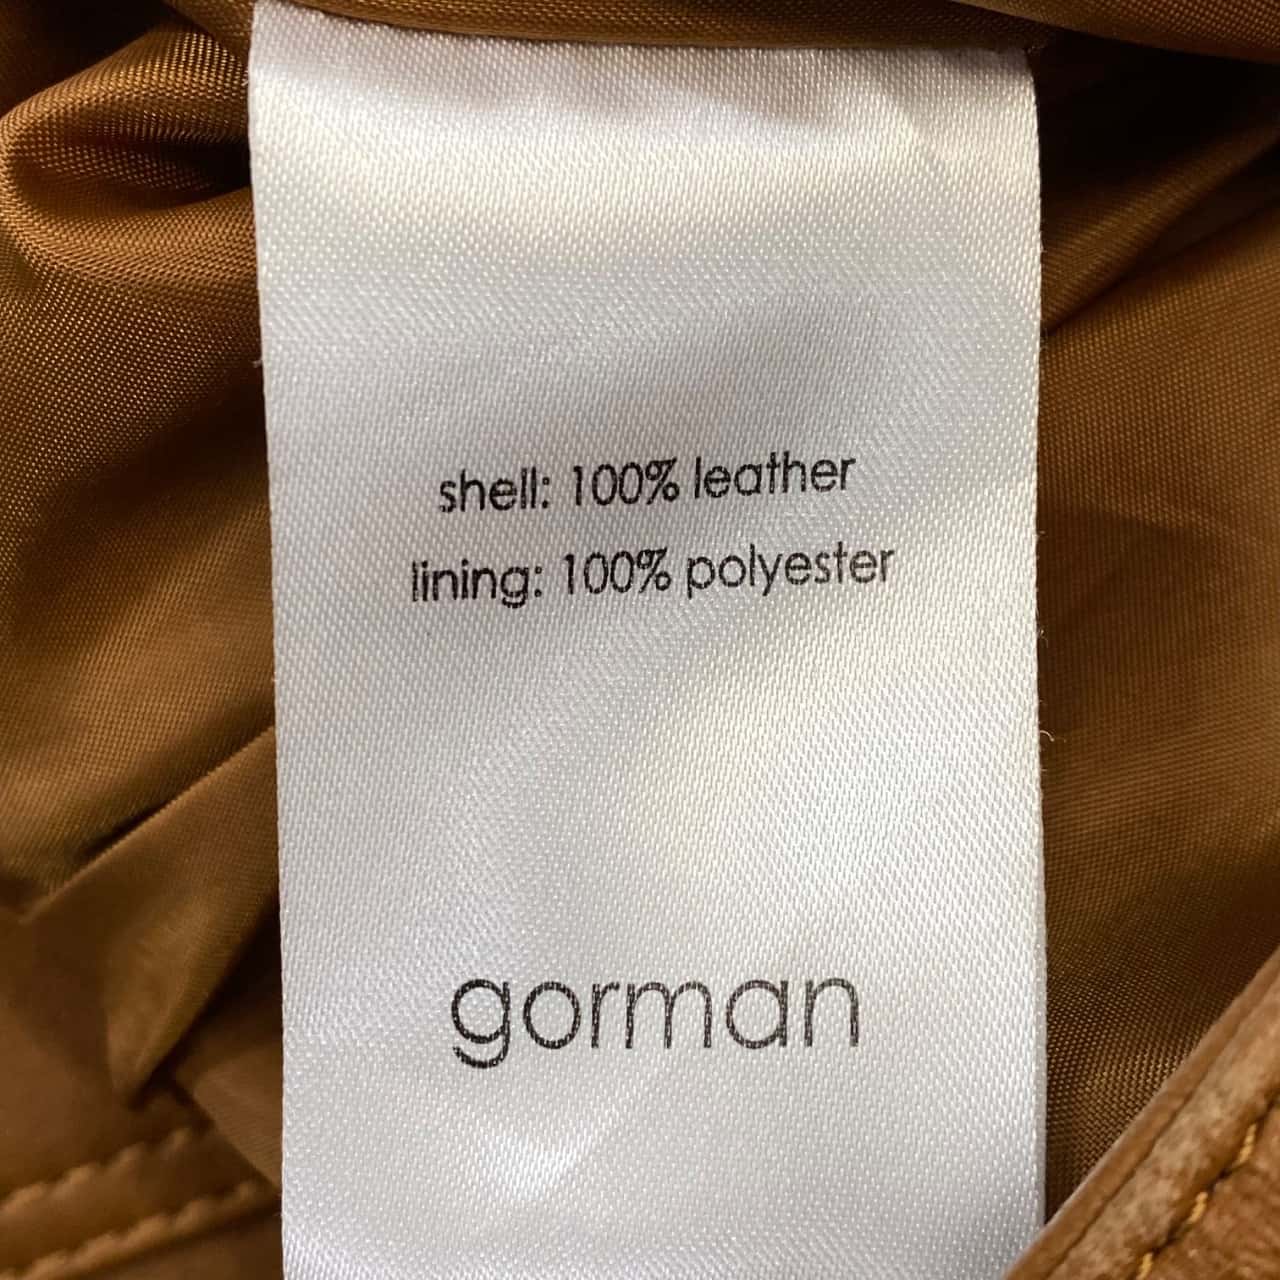 shell: 100% leather
lining: 100% polyester
gorman